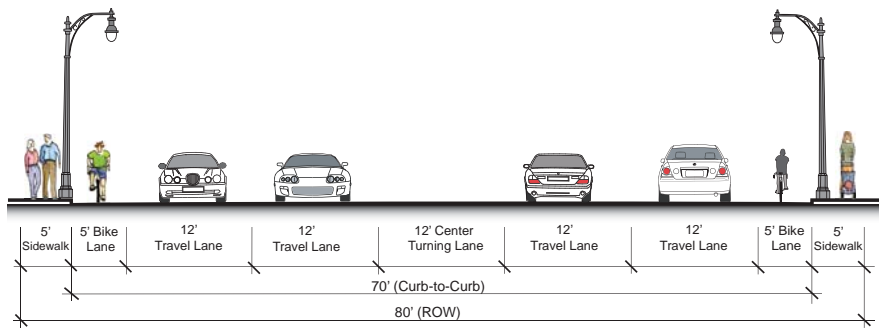 5'
Sidewalk
5' Bike
Lane
12'
Travel Lane
12'
Travel Lane
12' Center
Turning Lane
12'
Travel Lane
12'
Travel Lane
5' Bike
Lane
5'
Sidewalk
70' (Curb-to-Curb)
80' (ROW)